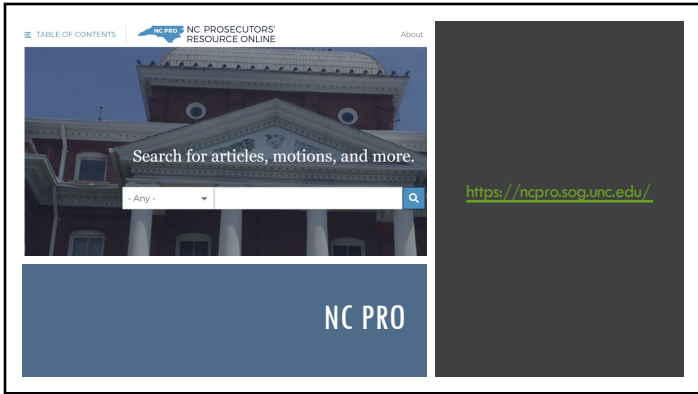 TABLE OF CONTENTS
NC PRO
NC PROSECUTORS'
RESOURCE ONLINE
About
Search for articles, motions, and more.
- Any -
https://ncpro.sog.unc.edu/
NC PRO